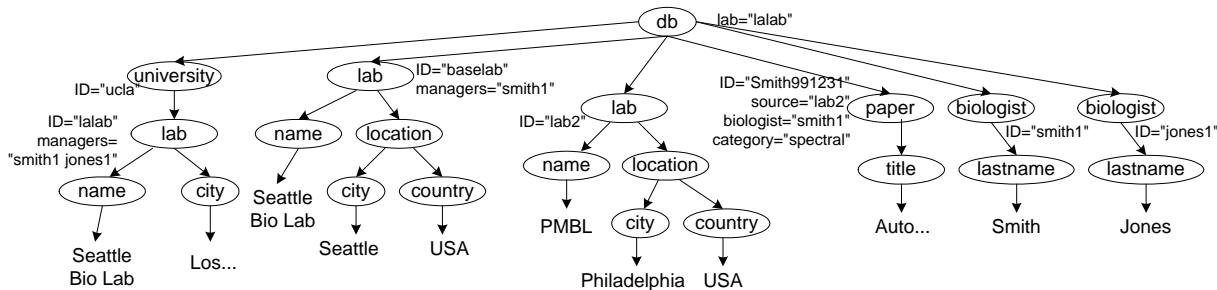 db
lab="lalab"
university
ID="ucla"
lab
ID="baselab"
managers="smith1"
lab
ID="lab2"
ID="Smith991231"
source="lab2"
biologist="smith1"
category="spectral"
paper
biologist
ID="smith1"
biologist
ID="jones1"
ID="lalab"
managers=
"smith1 jones1"
lab
name
location
name
location
title
lastname
lastname
name
city
Seattle
Bio Lab
city
country
PMBL
city
country
Auto...
Smith
Jones
Seattle
Bio Lab
Los...
Seattle
USA
Philadelphia
USA